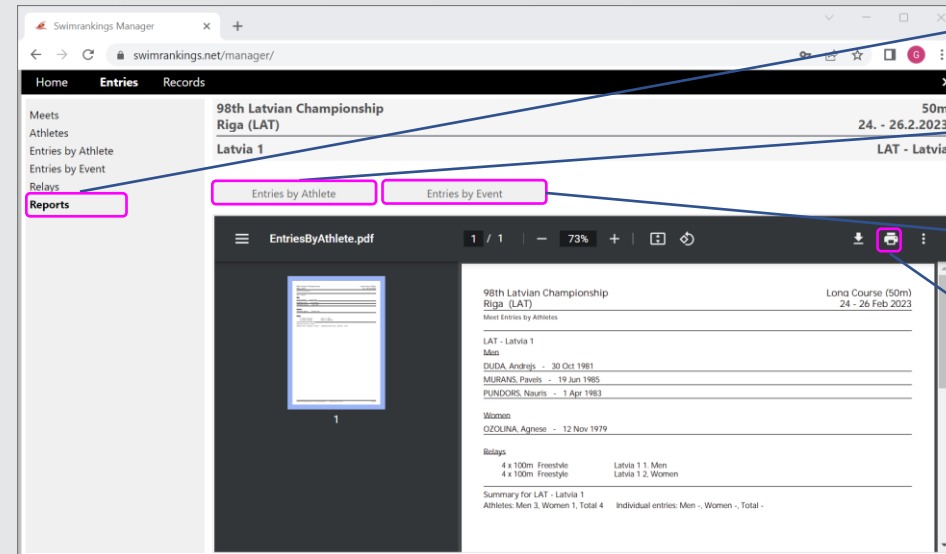 Swimrankings Manager
swimrankings.net/manager/
G
Home Entries Records
Meets
Athletes
Entries by Athlete
Entries by Event
Relays
Reports
98th Latvian Championship 50m
Riga (LAT) 24. - 26.2.2023
Latvia 1 LAT - Latvia
Entries by Athlete Entries by Event
EntriesByAthlete.pdf 1 / 1 73%
1
98th Latvian Championship Long Course (50m)
Riga (LAT) 24 - 26 Feb 2023
Meet Entries by Athletes
LAT - Latvia 1
Men
DUDA, Andrejs - 30 Oct 1981
MURANS, Pavels - 19 Jun 1985
PUNDORS, Nauris - 1 Apr 1983
Women
OZOLINA, Agnese - 12 Nov 1979
Relays
4 x 100m Freestyle Latvia 1 1. Men
4 x 100m Freestyle Latvia 1 2. Women
Summary for LAT - Latvia 1
Athletes: Men 3, Women 1, Total 4 Individual entries: Men -, Women -, Total -